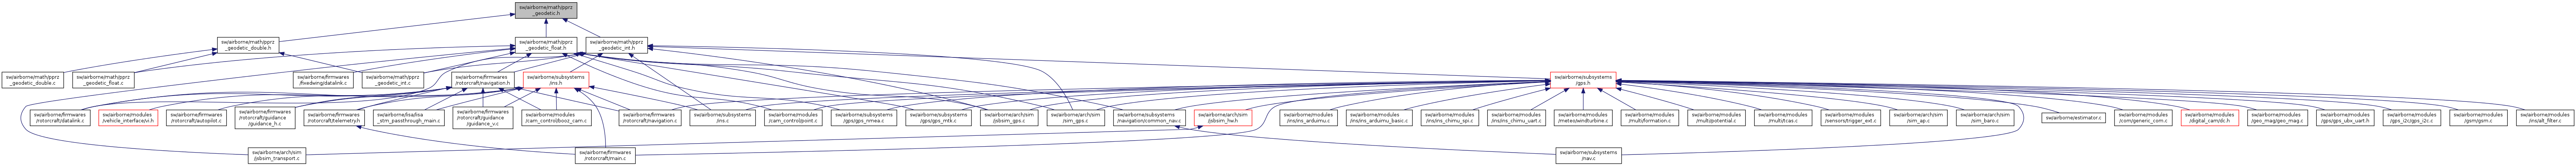 sw/airborne/math/pprz
_geodetic.h
sw/airborne/math/pprz
_geodetic_double.h
sw/airborne/math/pprz
_geodetic_float.h
sw/airborne/math/pprz
_geodetic_int.h
sw/airborne/math/pprz
_geodetic_double.c
sw/airborne/math/pprz
_geodetic_float.c
sw/airborne/firmwares
/fixedwing/datalink.c
sw/airborne/math/pprz
_geodetic_int.c
sw/airborne/firmwares
/rotorcraft/navigation.h
sw/airborne/subsystems
/ins.h
sw/airborne/subsystems
/gps.h
sw/airborne/firmwares
/rotorcraft/datalink.c
sw/airborne/modules
/vehicle_interface/vi.h
sw/airborne/firmwares
/rotorcraft/autopilot.c
sw/airborne/firmwares
/rotorcraft/guidance
/guidance_h.c
sw/airborne/firmwares
/rotorcraft/telemetry.h
sw/airborne/lisa/lisa
_stm_passthrough_main.c
sw/airborne/firmwares
/rotorcraft/guidance
/guidance_v.c
sw/airborne/modules
/cam_control/booz_cam.c
sw/airborne/firmwares
/rotorcraft/navigation.c
sw/airborne/subsystems
/ins.c
sw/airborne/modules
/cam_control/point.c
sw/airborne/subsystems
/gps/gps_nmea.c
sw/airborne/subsystems
/gps/gps_mtk.c
sw/airborne/arch/sim
/jsbsim_gps.c
sw/airborne/arch/sim
/sim_gps.c
sw/airborne/subsystems
/navigation/common_nav.c
sw/airborne/arch/sim
/jsbsim_hw.h
sw/airborne/modules
/ins/ins_arduimu.c
sw/airborne/modules
/ins/ins_arduimu_basic.c
sw/airborne/modules
/ins/ins_chimu_spi.c
sw/airborne/modules
/ins/ins_chimu_uart.c
sw/airborne/modules
/meteo/windturbine.c
sw/airborne/modules
/multi/formation.c
sw/airborne/modules
/multi/potential.c
sw/airborne/modules
/multi/tcas.c
sw/airborne/modules
/sensors/trigger_ext.c
sw/airborne/arch/sim
/sim_ap.c
sw/airborne/arch/sim
/sim_baro.c
sw/airborne/estimator.c
sw/airborne/modules
/com/generic_com.c
sw/airborne/modules
/digital_cam/dc.h
sw/airborne/modules
/geo_mag/geo_mag.c
sw/airborne/modules
/gps/gps_ubx_uart.h
sw/airborne/modules
/gps_i2c/gps_i2c.c
sw/airborne/modules
/gsm/gsm.c
sw/airborne/modules
/ins/alt_filter.c
sw/airborne/arch/sim
/jsbsim_transport.c
sw/airborne/firmwares
/rotorcraft/main.c
sw/airborne/subsystems
/nav.c